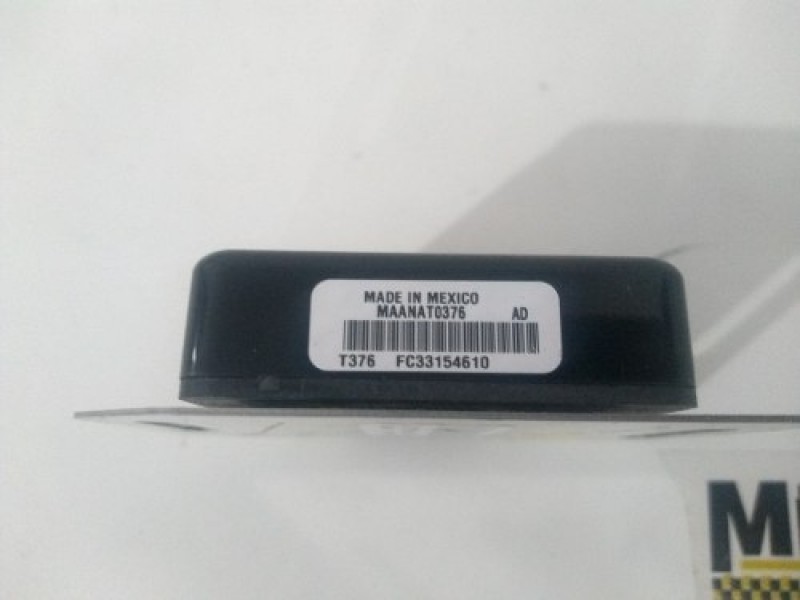 MADE IN MEXICO
MAANAT0376 AD
T376 FC33154610
M